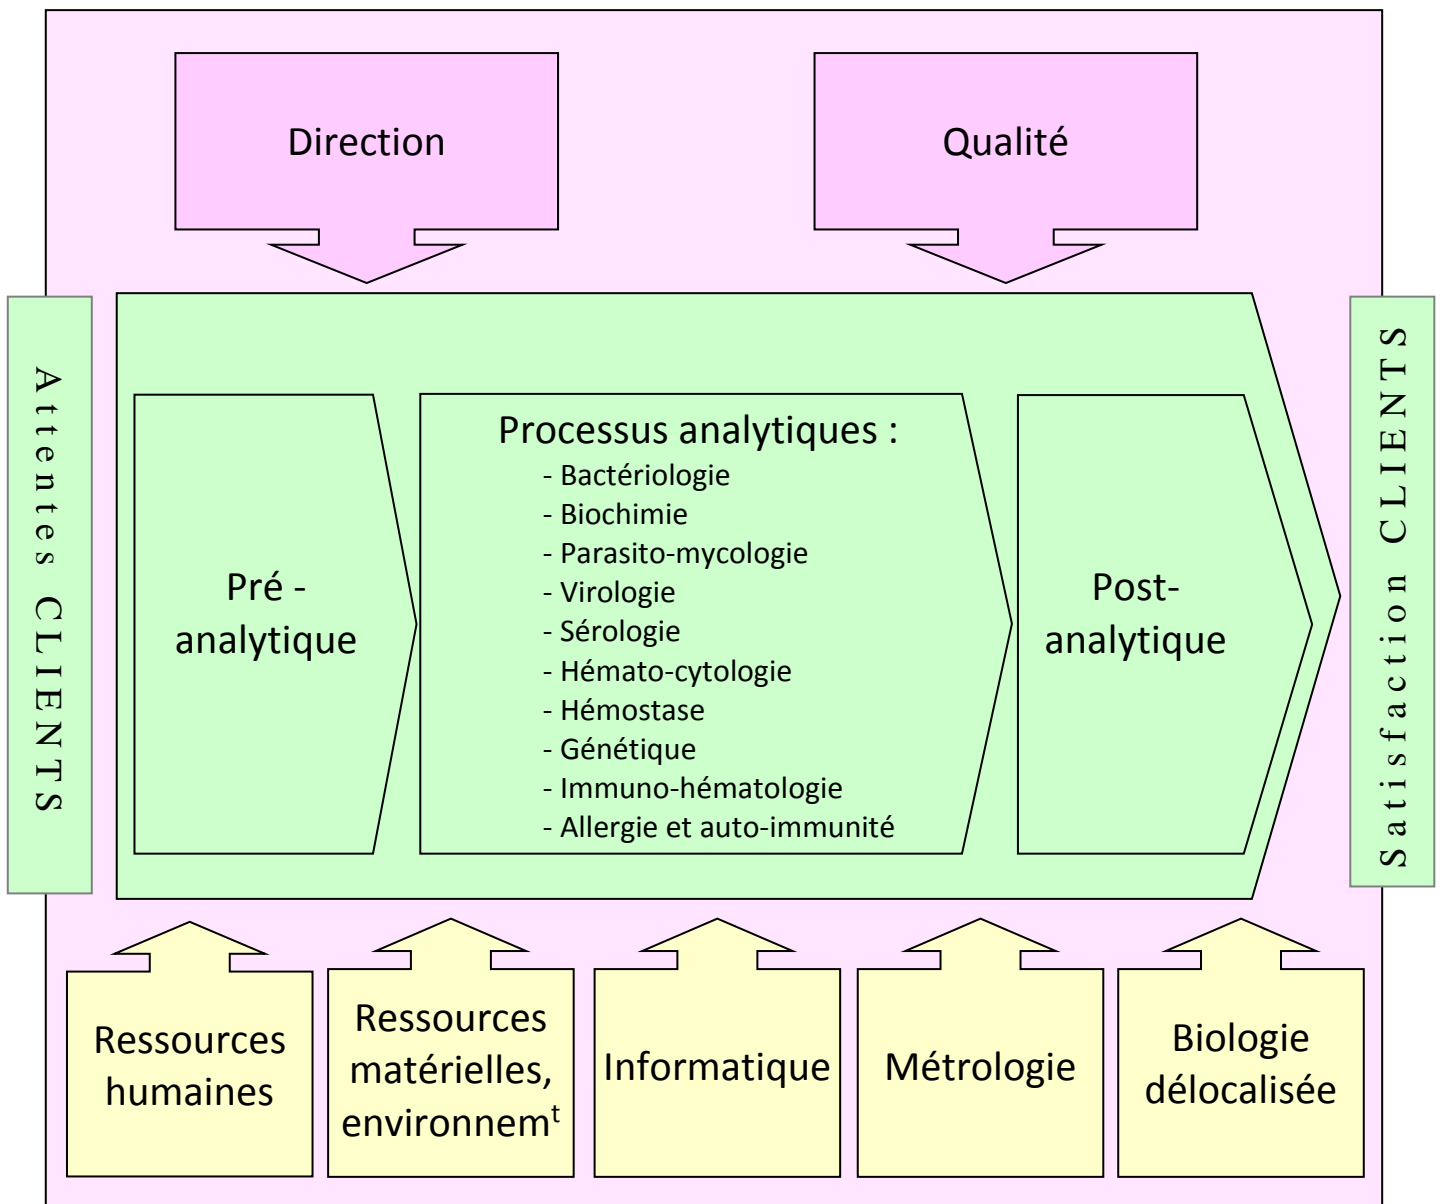 Direction
Qualité
Attentes CLIENTS
Pré -
analytique
Processus analytiques :
- Bactériologie
- Biochimie
- Parasito-mycologie
- Virologie
- Sérologie
- Hémato-cytologie
- Hémostase
- Génétique
- Immuno-hématologie
- Allergie et auto-immunité
Post-
analytique
Satisfaction CLIENTS
Ressources
humaines
Ressources
matérielles,
environnemᵗ
Informatique
Métrologie
Biologie
délocalisée